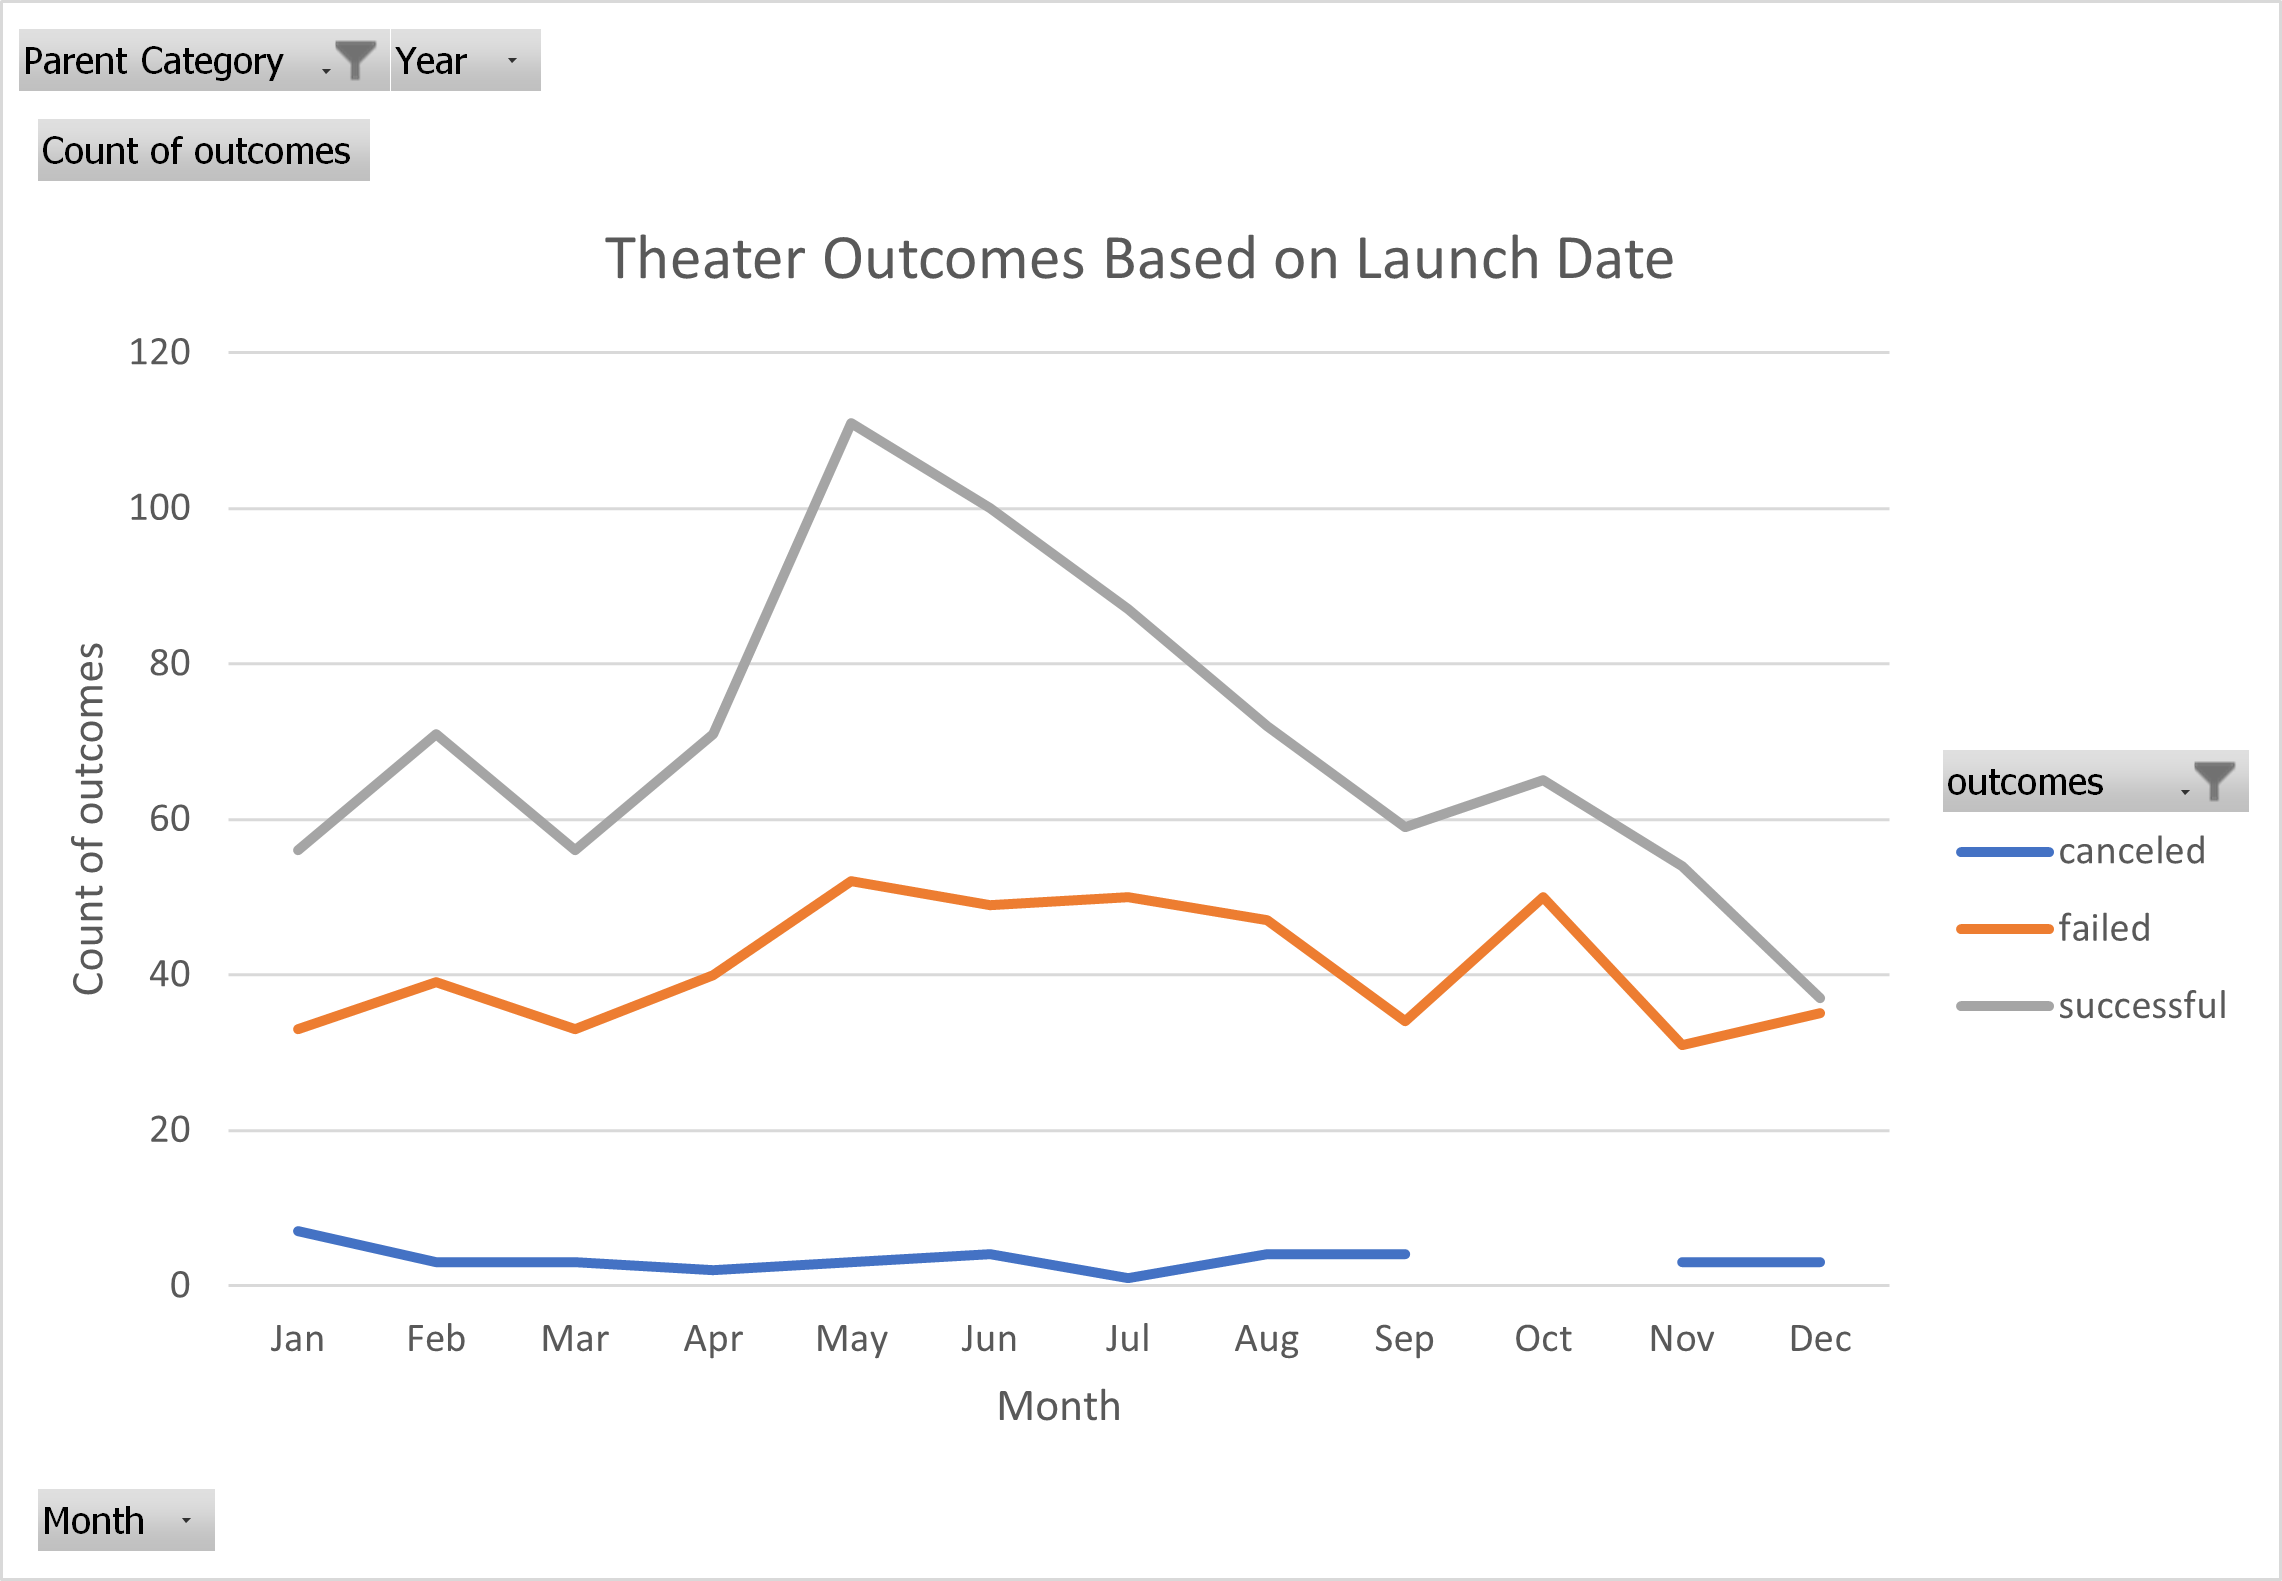 Parent Category Year
Count of outcomes
Theater Outcomes Based on Launch Date
120
100
80
60
40
20
0
Count of outcomes
Jan Feb Mar Apr May Jun Jul Aug Sep Oct Nov Dec
Month
outcomes
canceled
failed
successful
Month